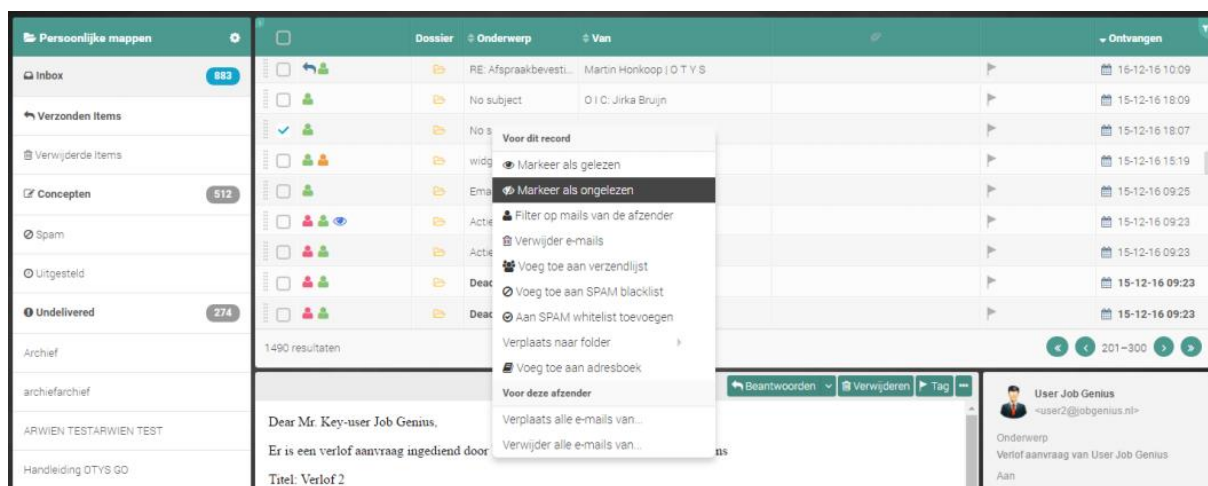 Persoonlijke mappen
Inbox 883
Verzonden Items
Verwijderde Items
Concepten 512
Spam
Uitgesteld
Undelivered 274
Archief
archiefarchief
ARWIEN TESTARWIEN TEST
Handleiding OTYS GO
Dossier Onderwerp Van Ontvangen
RE: Afspraakbevesti... Martin Honkoop | O T Y S 16-12-16 10:09
No subject O I C: Jirka Bruijn 15-12-16 18:09
No s 15-12-16 18:07
widg 15-12-16 15:19
Ema 15-12-16 09:25
Actie 15-12-16 09:23
Actie 15-12-16 09:23
Deac 15-12-16 09:23
Deac 15-12-16 09:23
1490 resultaten 201-300
Voor dit record
Markeer als gelezen
Markeer als ongelezen
Filter op mails van de afzender
Verwijder e-mails
Voeg toe aan verzendlijst
Voeg toe aan SPAM blacklist
Aan SPAM whitelist toevoegen
Verplaats naar folder
Voeg toe aan adresboek
Voor deze afzender
Verplaats alle e-mails van...
Verwijder alle e-mails van...
Beantwoorden Verwijderen Tag
Dear Mr. Key-user Job Genius,
Er is een verlof aanvraag ingediend door ns
Titel: Verlof 2
User Job Genius
<user2@jobgenius.nl>
Onderwerp
Verlof aanvraag van User Job Genius
Aan